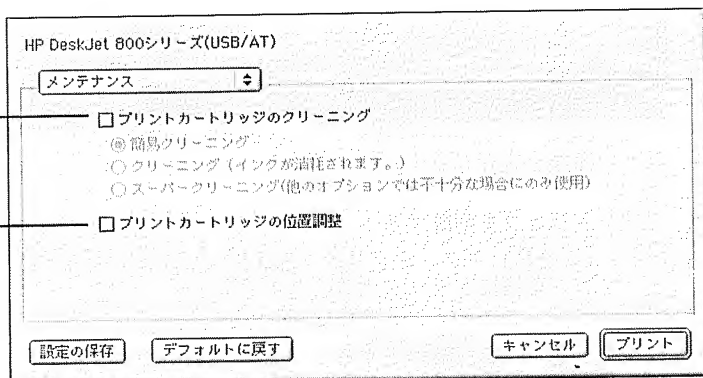 HP DeskJet 800シリーズ(USB/AT)
メンテナンス
プリントカートリッジのクリーニング
簡易クリーニング
クリーニング (インクが消耗されます。)
スーパークリーニング(他のオプションでは不十分な場合にのみ使用)
プリントカートリッジの位置調整
設定の保存
デフォルトに戻す
キャンセル
プリント